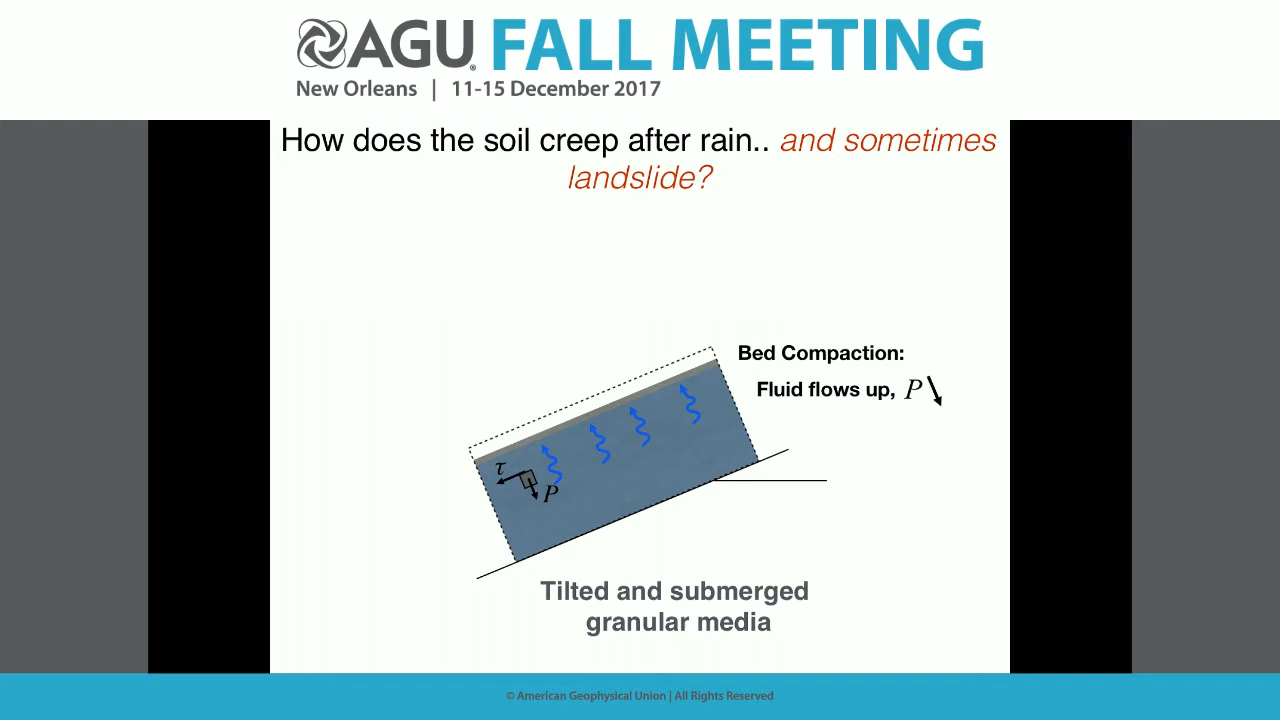 AGU FALL MEETING
New Orleans | 11-15 December 2017
How does the soil creep after rain.. and sometimes
landslide?
Bed Compaction:
Fluid flows up, P
τ
P
Tilted and submerged
granular media
© American Geophysical Union | All Rights Reserved